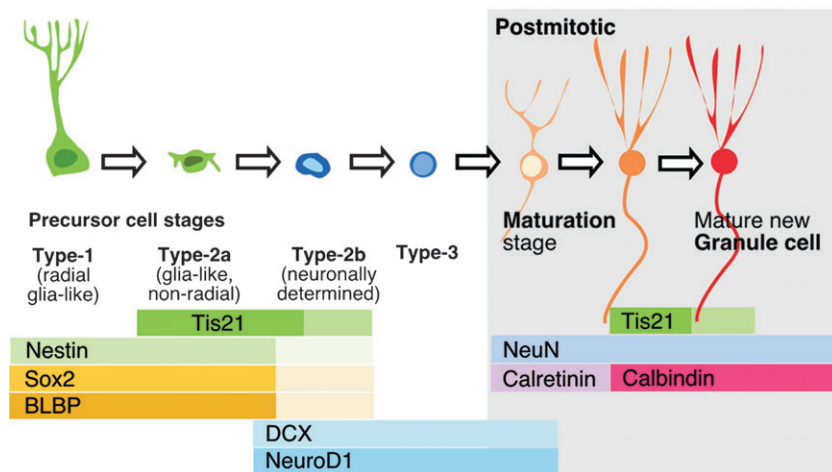 Postmitotic
Precursor cell stages
Type-1
(radial
glia-like)
Type-2a
(glia-like,
non-radial)
Type-2b
(neuronally
determined)
Type-3
Maturation
stage
Mature new
Granule cell
Tis21
Tis21
Nestin
NeuN
Sox2
Calretinin
Calbindin
BLBP
DCX
NeuroD1